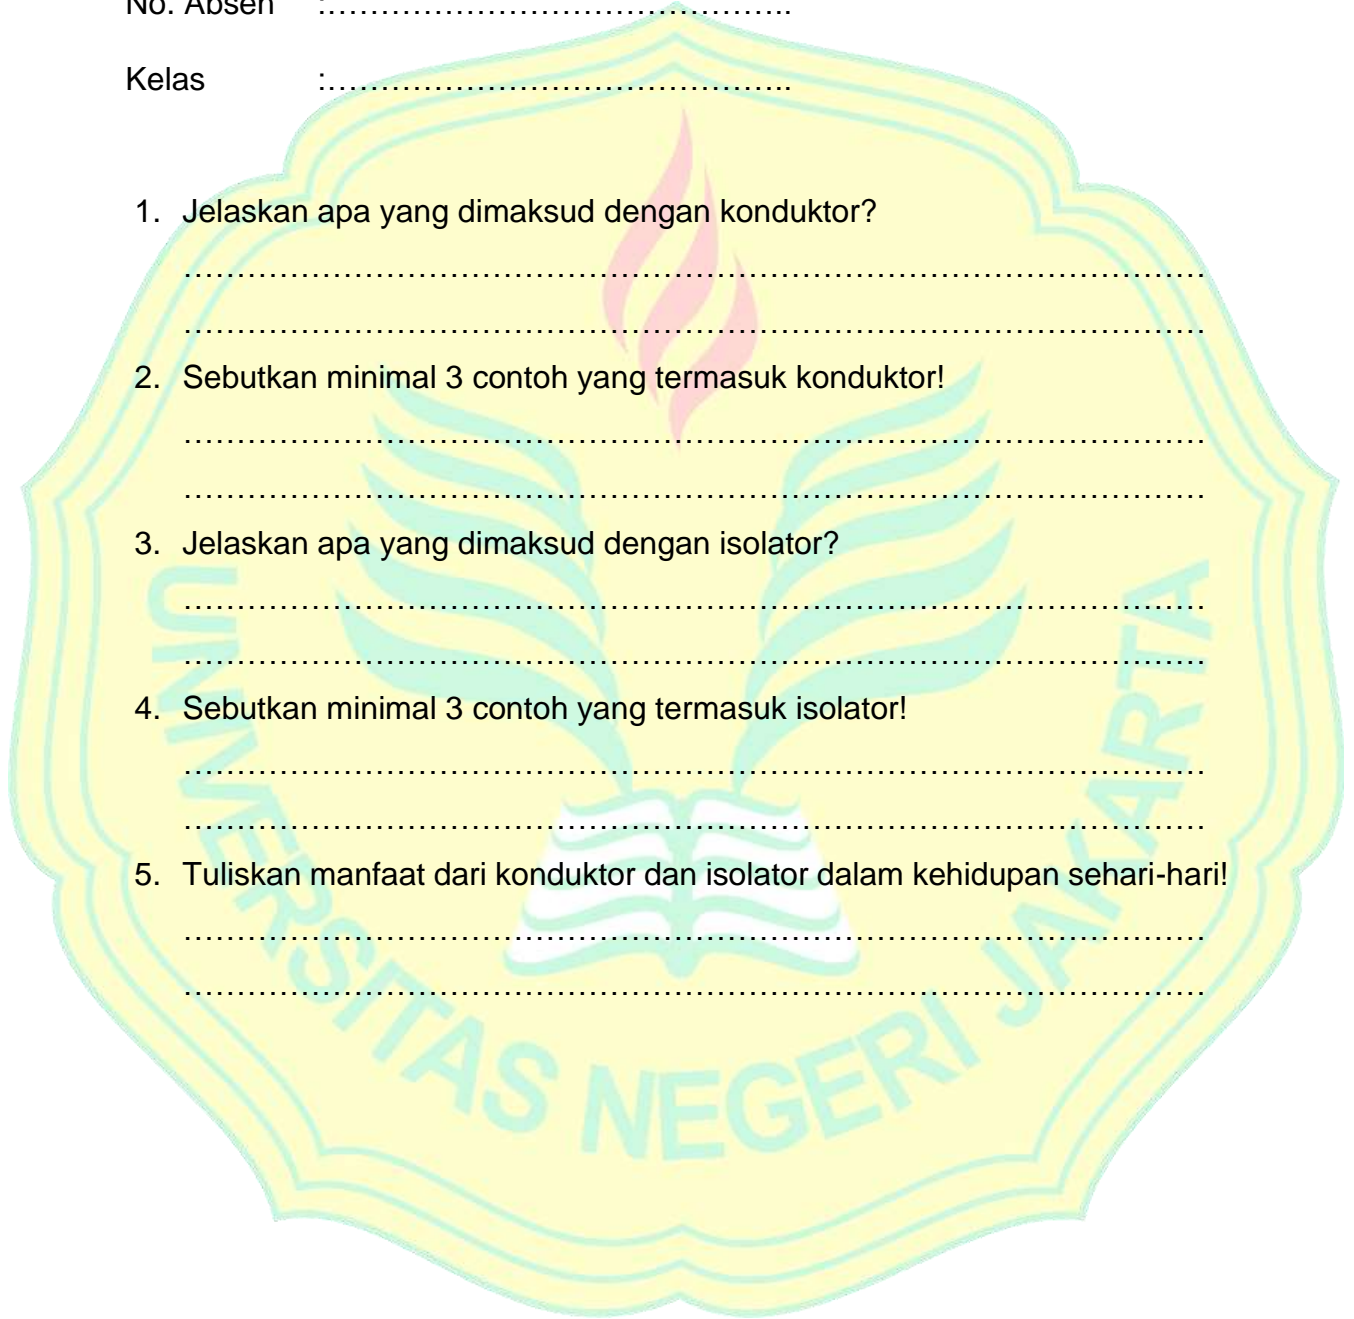 No. Absen :……………………………………..
Kelas :……………………………………..
1. Jelaskan apa yang dimaksud dengan konduktor?
……………………………………………………………………………………
……………………………………………………………………………………
2. Sebutkan minimal 3 contoh yang termasuk konduktor!
……………………………………………………………………………………
……………………………………………………………………………………
3. Jelaskan apa yang dimaksud dengan isolator?
……………………………………………………………………………………
……………………………………………………………………………………
4. Sebutkan minimal 3 contoh yang termasuk isolator!
……………………………………………………………………………………
……………………………………………………………………………………
5. Tuliskan manfaat dari konduktor dan isolator dalam kehidupan sehari-hari!
……………………………………………………………………………………
……………………………………………………………………………………
UNIVERSITAS NEGERI JAKARTA